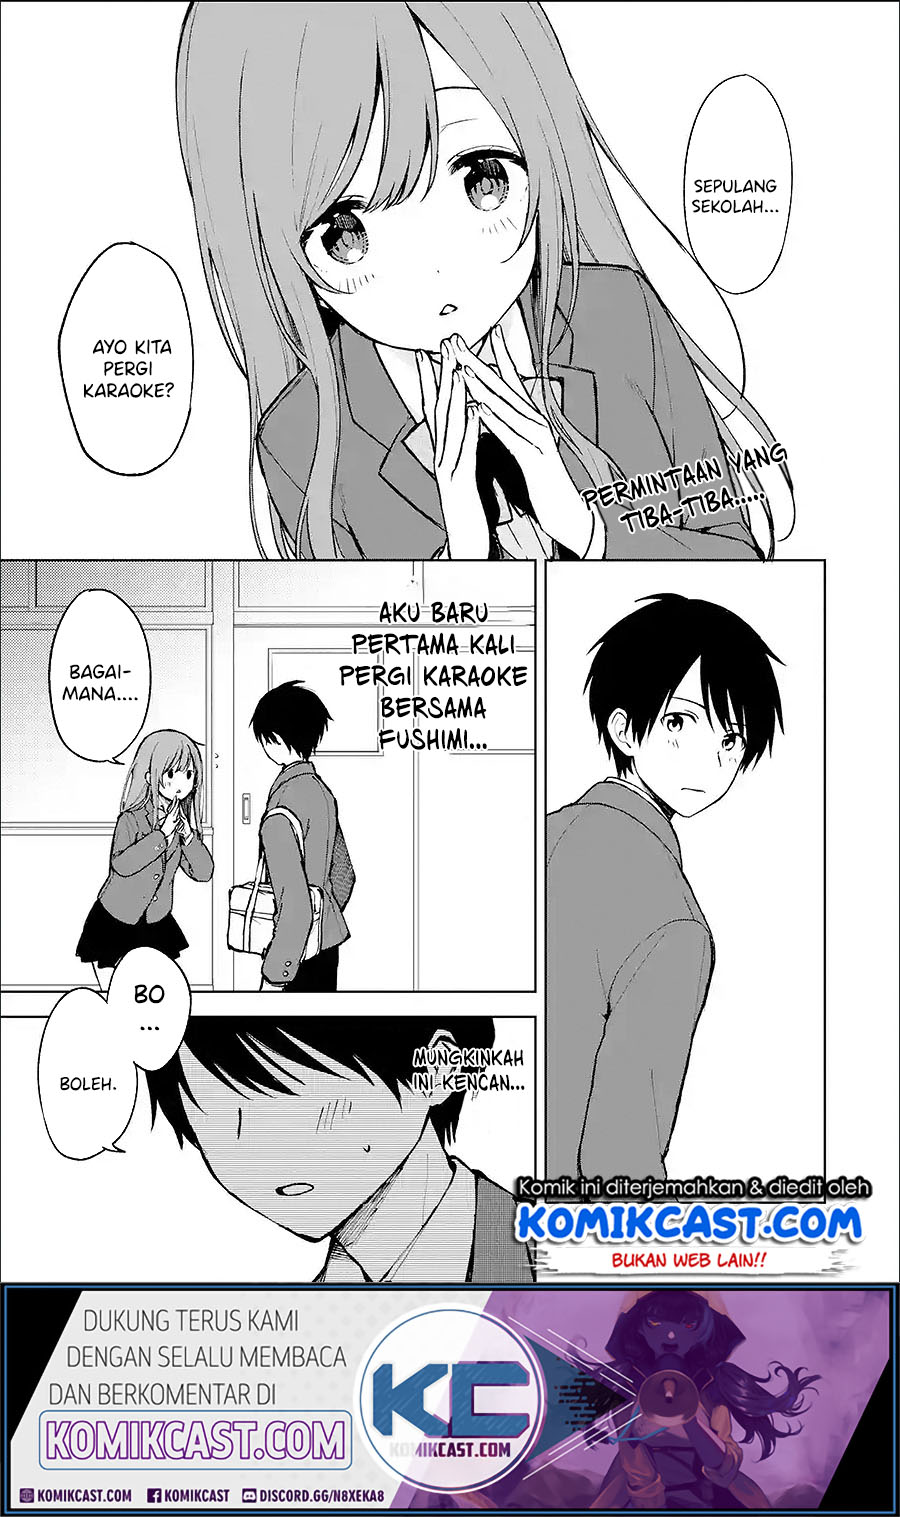 SEPULANG
SEKOLAH...
AYO KITA
PERGI
KARAOKE?
PERMINTAAN YANG
TIBA-TIBA.....
AKU BARU
PERTAMA KALI
PERGI KARAOKE
BERSAMA
FUSHIMI...
BAGAI-
MANA....
BO
...
BOLEH.
MUNGKINKAH
INI KENCAN...
Komik ini diterjemahkan & diedit oleh
KOMIKCAST.COM
BUKAN WEB LAIN!!
DUKUNG TERUS KAMI
DENGAN SELALU MEMBACA
DAN BERKOMENTAR DI
KOMIKCAST.COM
KOMIKCAST.COM
KOMIKCAST
DISCORD.GG/N8XEKA8
KC
KOMIKCAST.COM